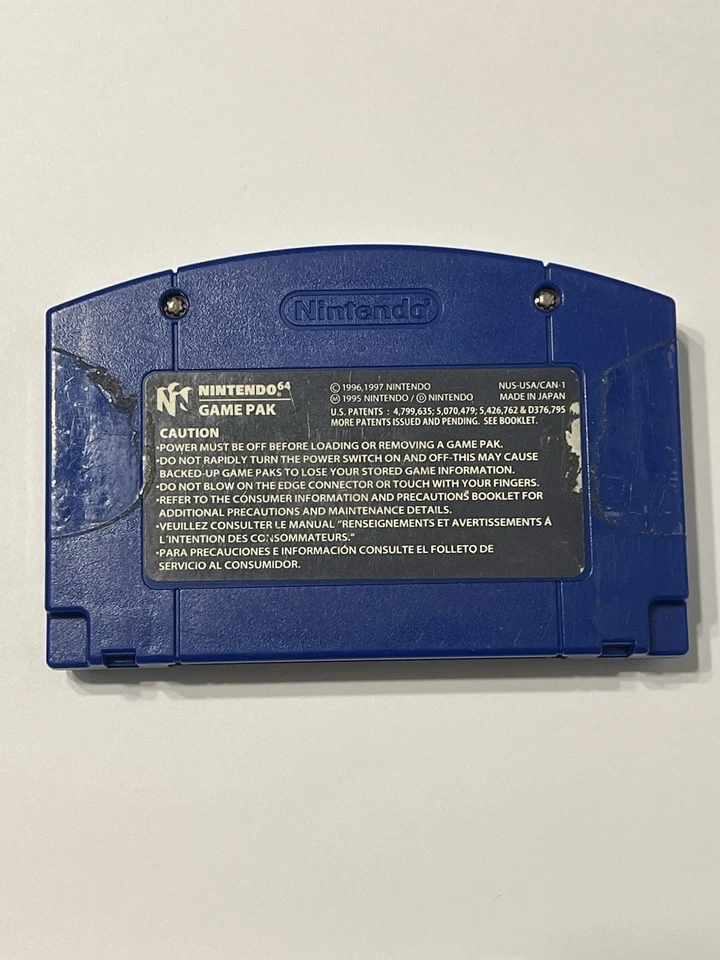 Nintendo®
NINTENDO⁶⁴
GAME PAK
© 1996,1997 NINTENDO
Ⓜ 1995 NINTENDO / Ⓓ NINTENDO
NUS-USA/CAN-1
MADE IN JAPAN
U.S. PATENTS : 4,799,635; 5,070,479; 5,426,762 & D376,795
MORE PATENTS ISSUED AND PENDING. SEE BOOKLET.
CAUTION
·POWER MUST BE OFF BEFORE LOADING OR REMOVING A GAME PAK.
·DO NOT RAPIDLY TURN THE POWER SWITCH ON AND OFF-THIS MAY CAUSE
BACKED-UP GAME PAKS TO LOSE YOUR STORED GAME INFORMATION.
·DO NOT BLOW ON THE EDGE CONNECTOR OR TOUCH WITH YOUR FINGERS.
·REFER TO THE CONSUMER INFORMATION AND PRECAUTIONS BOOKLET FOR
ADDITIONAL PRECAUTIONS AND MAINTENANCE DETAILS.
·VEUILLEZ CONSULTER LE MANUAL "RENSEIGNEMENTS ET AVERTISSEMENTS Á
L'INTENTION DES CONSOMMATEURS."
·PARA PRECAUCIONES E INFORMACIÓN CONSULTE EL FOLLETO DE
SERVICIO AL CONSUMIDOR.